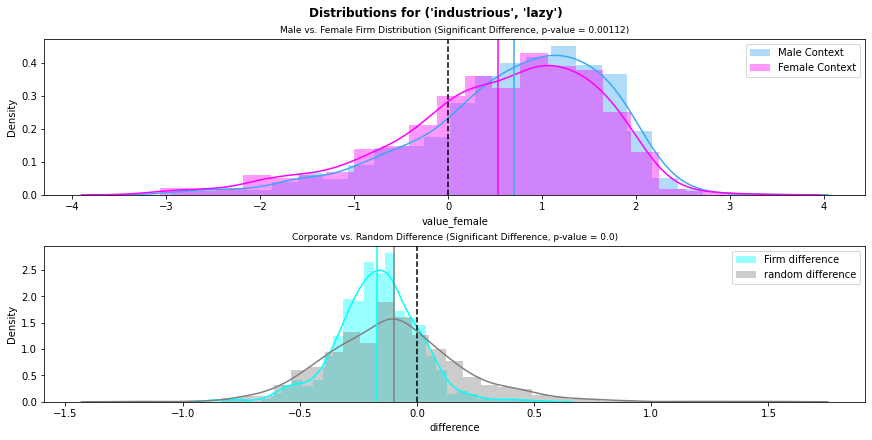 Distributions for ('industrious', 'lazy')
Male vs. Female Firm Distribution (Significant Difference, p-value = 0.00112)
Male Context
Female Context
Density
0.4
0.3
0.2
0.1
0.0
−4 −3 −2 −1 0 1 2 3 4
value_female
Corporate vs. Random Difference (Significant Difference, p-value = 0.0)
Firm difference
random difference
Density
2.5
2.0
1.5
1.0
0.5
0.0
−1.5 −1.0 −0.5 0.0 0.5 1.0 1.5
difference